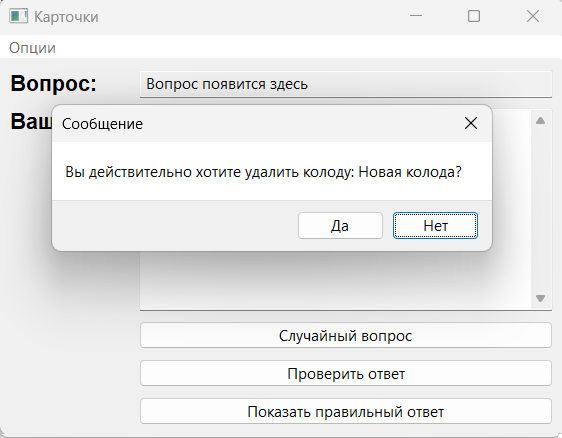 Карточки
Опции
Вопрос:
Вопрос появится здесь
Ваш
Сообщение
Вы действительно хотите удалить колоду: Новая колода?
Да
Нет
Случайный вопрос
Проверить ответ
Показать правильный ответ